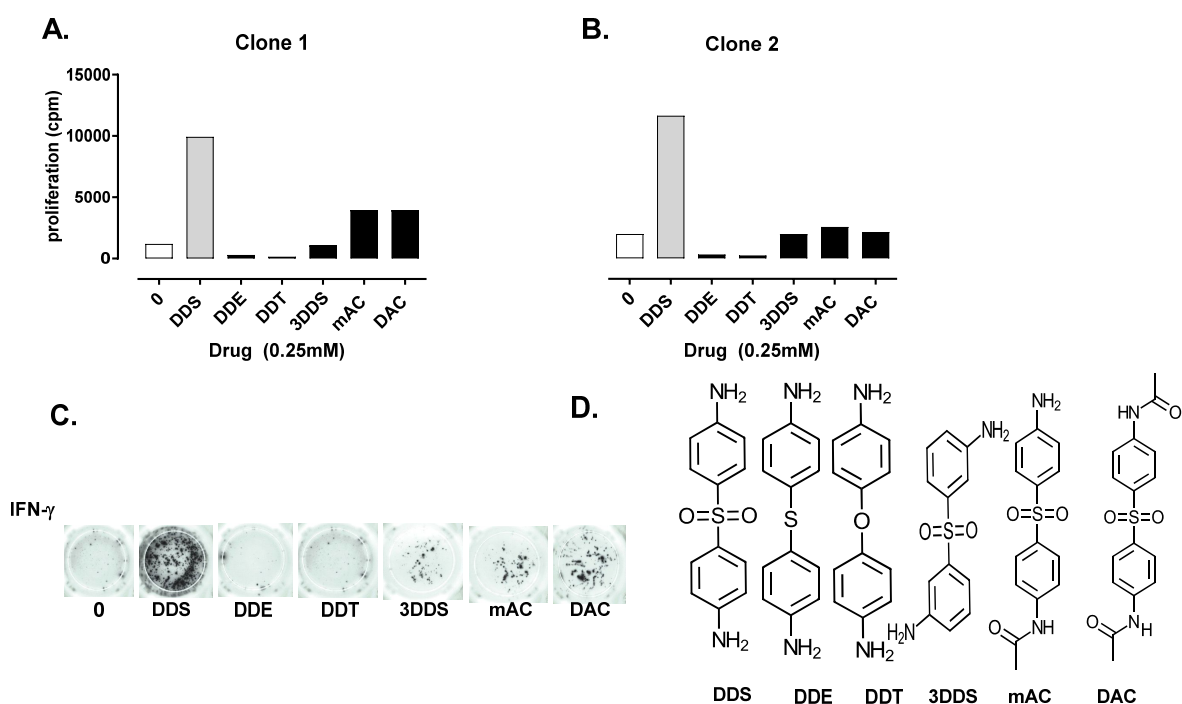 A.
Clone 1
15000
10000
5000
0
proliferation (cpm)
0 DDS DDE DDT 3DDS mAC DAC
Drug (0.25mM)
B.
Clone 2
0 DDS DDE DDT 3DDS mAC DAC
Drug (0.25mM)
C.
IFN-γ
0 DDS DDE DDT 3DDS mAC DAC
D.
NH2 NH2 NH2 NH2 NH2 HN O
O=S=O S O O=S=O O=S=O O=S=O
NH2 NH2 NH2 H2N O NH O N H
DDS DDE DDT 3DDS mAC DAC